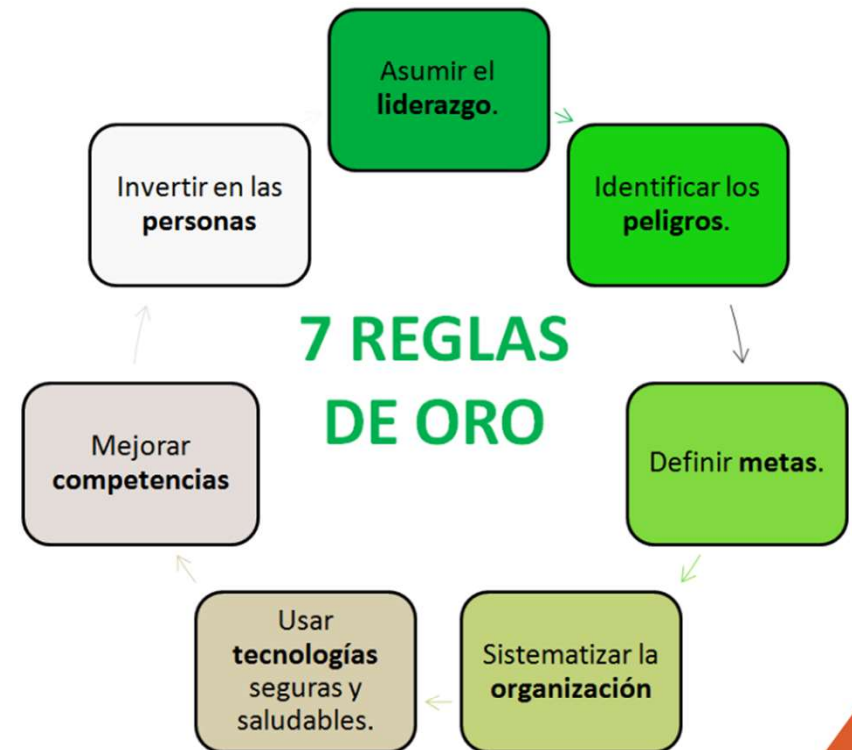 Asumir el
liderazgo.
Identificar los
peligros.
Definir metas.
Sistematizar la
organización
Usar
tecnologías
seguras y
saludables.
Mejorar
competencias
Invertir en las
personas
7 REGLAS
DE ORO